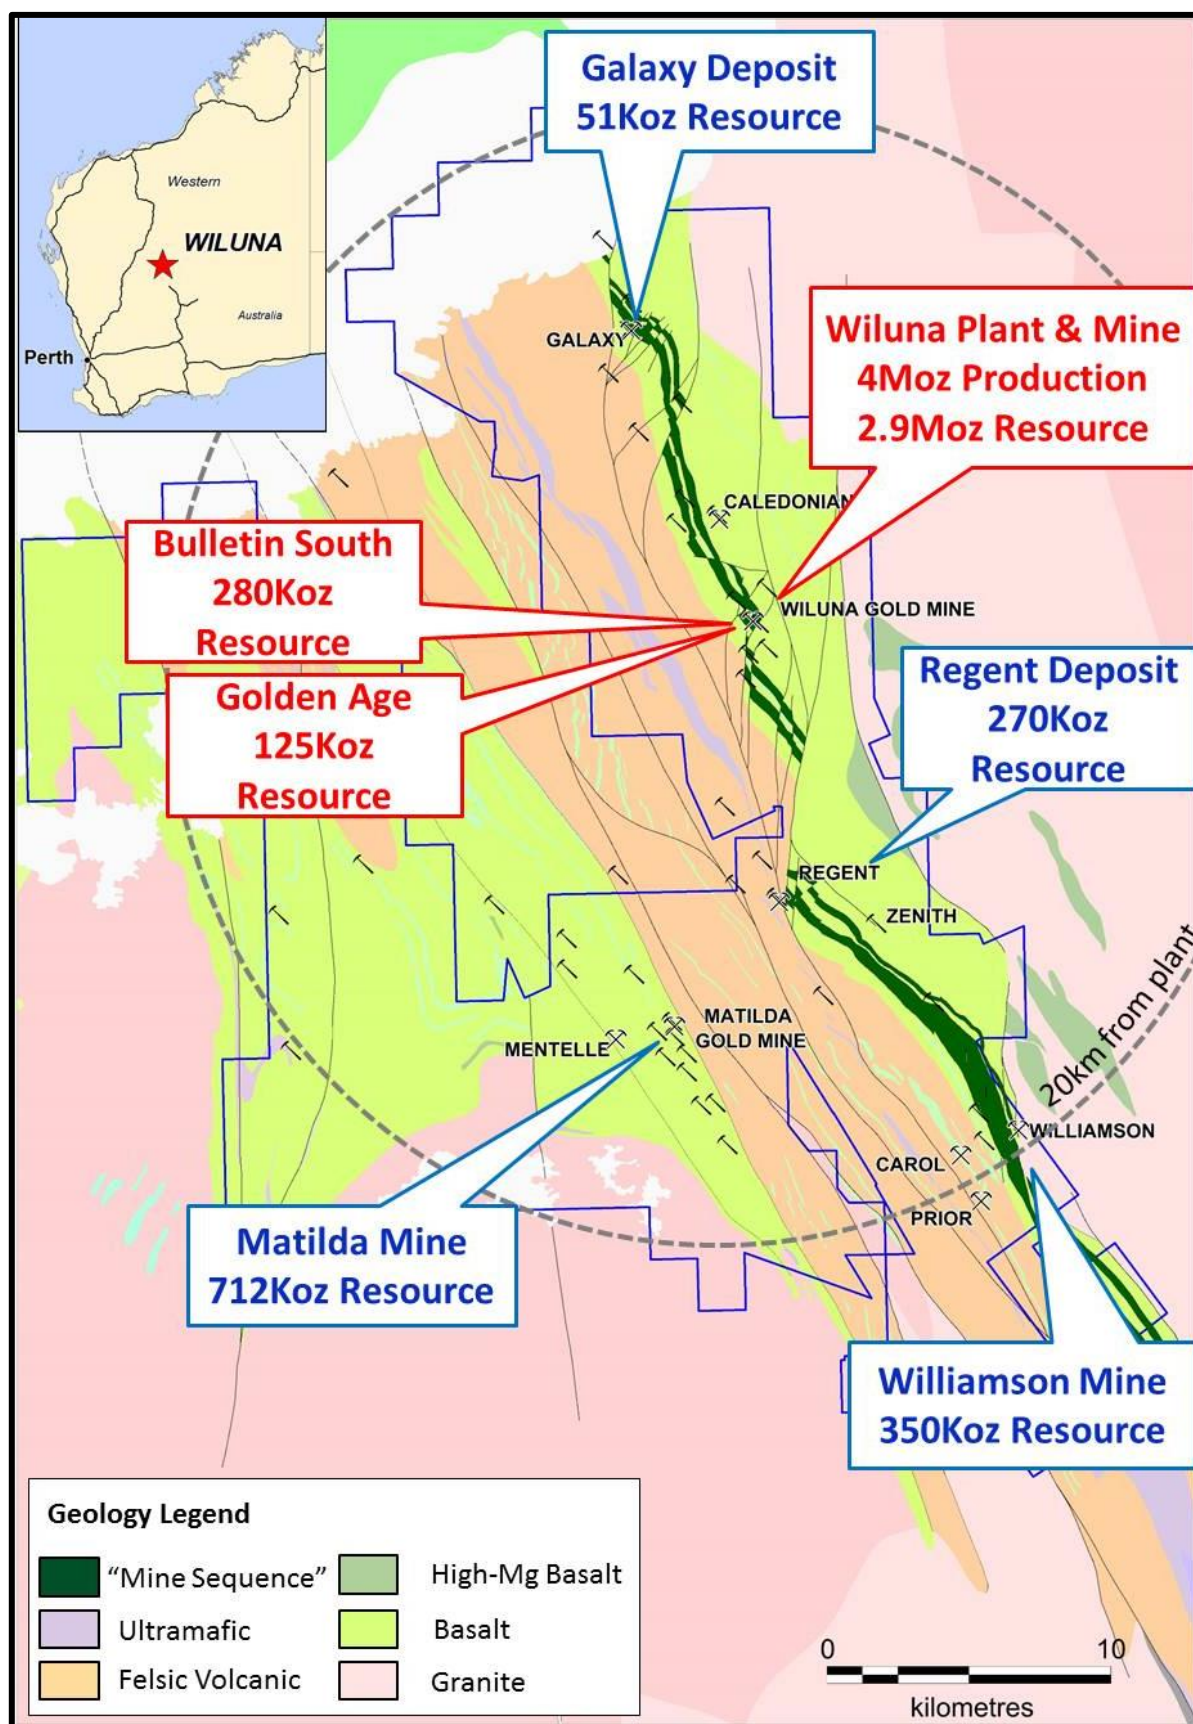 Western
WILUNA
Australia
Perth
Galaxy Deposit
51Koz Resource
GALAXY
Wiluna Plant & Mine
4Moz Production
2.9Moz Resource
CALEDONIAN
Bulletin South
280Koz
Resource
WILUNA GOLD MINE
Golden Age
125Koz
Resource
Regent Deposit
270Koz
Resource
REGENT
ZENITH
20km from plant
MATILDA
GOLD MINE
MENTELLE
WILLIAMSON
CAROL
PRIOR
Matilda Mine
712Koz Resource
Williamson Mine
350Koz Resource
Geology Legend
“Mine Sequence”
High-Mg Basalt
Ultramafic
Basalt
Felsic Volcanic
Granite
0
10
kilometres